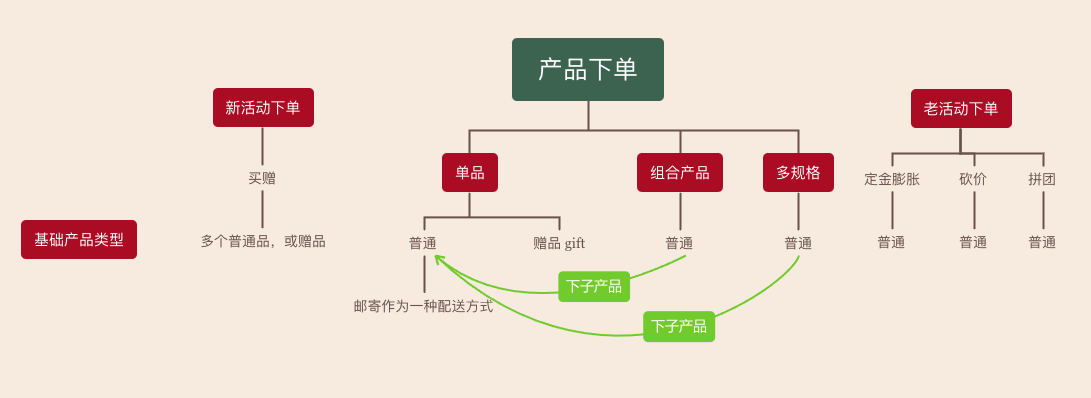 产品下单
新活动下单
老活动下单
单品
组合产品
多规格
买赠
定金膨胀
砍价
拼团
基础产品类型
多个普通品，或赠品
普通
赠品 gift
普通
普通
普通
普通
普通
下子产品
邮寄作为一种配送方式
下子产品